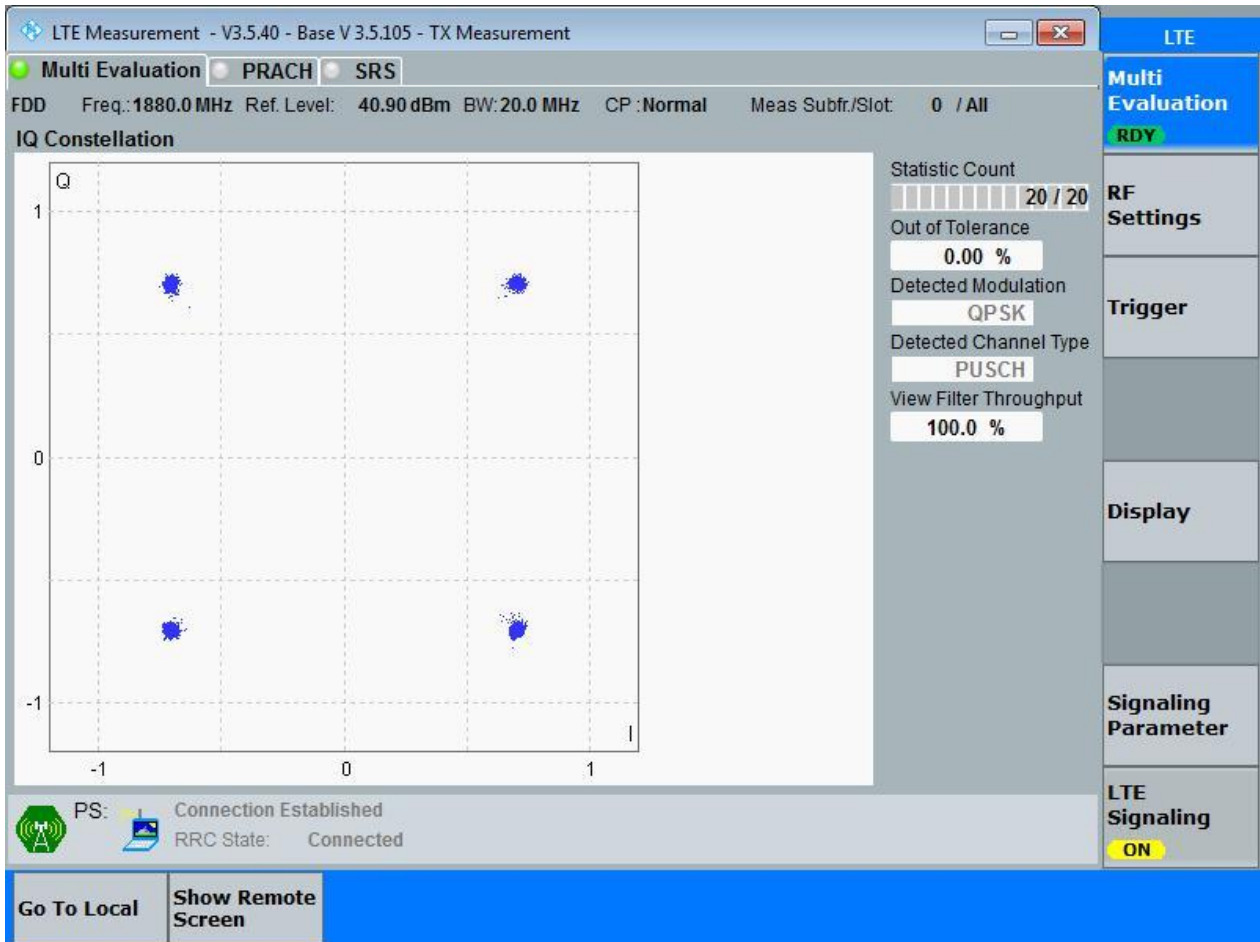 LTE Measurement - V3.5.40 - Base V 3.5.105 - TX Measurement
LTE
Multi Evaluation PRACH SRS
FDD Freq.: 1880.0 MHz Ref. Level: 40.90 dBm BW: 20.0 MHz CP : Normal Meas Subfr./Slot: 0 / All
IQ Constellation
Q
1
0
-1
I
-1 0 1
Statistic Count
20 / 20
Out of Tolerance
0.00 %
Detected Modulation
QPSK
Detected Channel Type
PUSCH
View Filter Throughput
100.0 %
Multi
Evaluation
RDY
RF
Settings
Trigger
Display
Signaling
Parameter
LTE
Signaling
ON
PS: Connection Established
RRC State: Connected
Go To Local
Show Remote
Screen